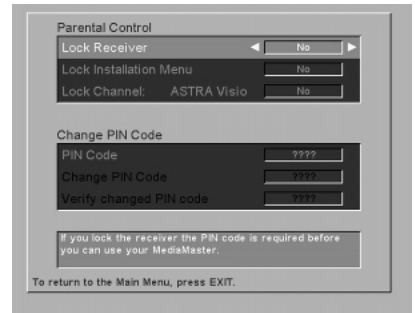 Parental Control
Lock Receiver No
Lock Installation Menu No
Lock Channel: ASTRA Visio No
Change PIN Code
PIN Code ????
Change PIN Code ????
Verify changed PIN code ????
If you lock the receiver the PIN code is required before
you can use your MediaMaster.
To return to the Main Menu, press EXIT.